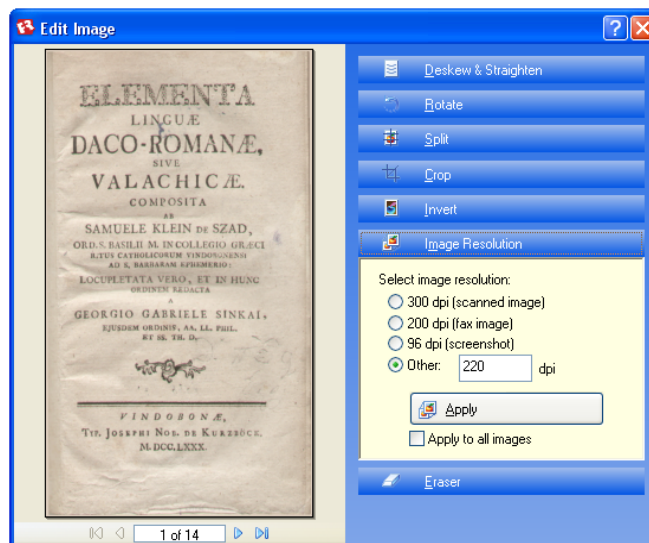 Edit Image
ELEMENTA
LINGUÆ
DACO-ROMANÆ,
SIVE
VALACHICÆ.
COMPOSITA
AB
SAMUELE KLEIN DE SZAD,
ORD. S. BASILII M. IN COLLEGIO GRÆCI
RITUS CATHOLICORUM VINDOBONENSI
AD S. BARBARAM EPHEMERIO:
LOCUPLETATA VERO, ET IN HUNC
ORDINEM REDACTA
A
GEORGIO GABRIELE SINKAI,
EJUSDEM ORDINIS, AA. LL. PHIL.
ET SS. TH. D.
VINDOBONÆ,
TYP. JOSEPHI NOB. DE KURZBÖCK.
M.DCC.LXXX.
1 of 14
Deskew & Straighten
Rotate
Split
Crop
Invert
Image Resolution
Select image resolution:
300 dpi (scanned image)
200 dpi (fax image)
96 dpi (screenshot)
Other: 220 dpi
Apply
Apply to all images
Eraser